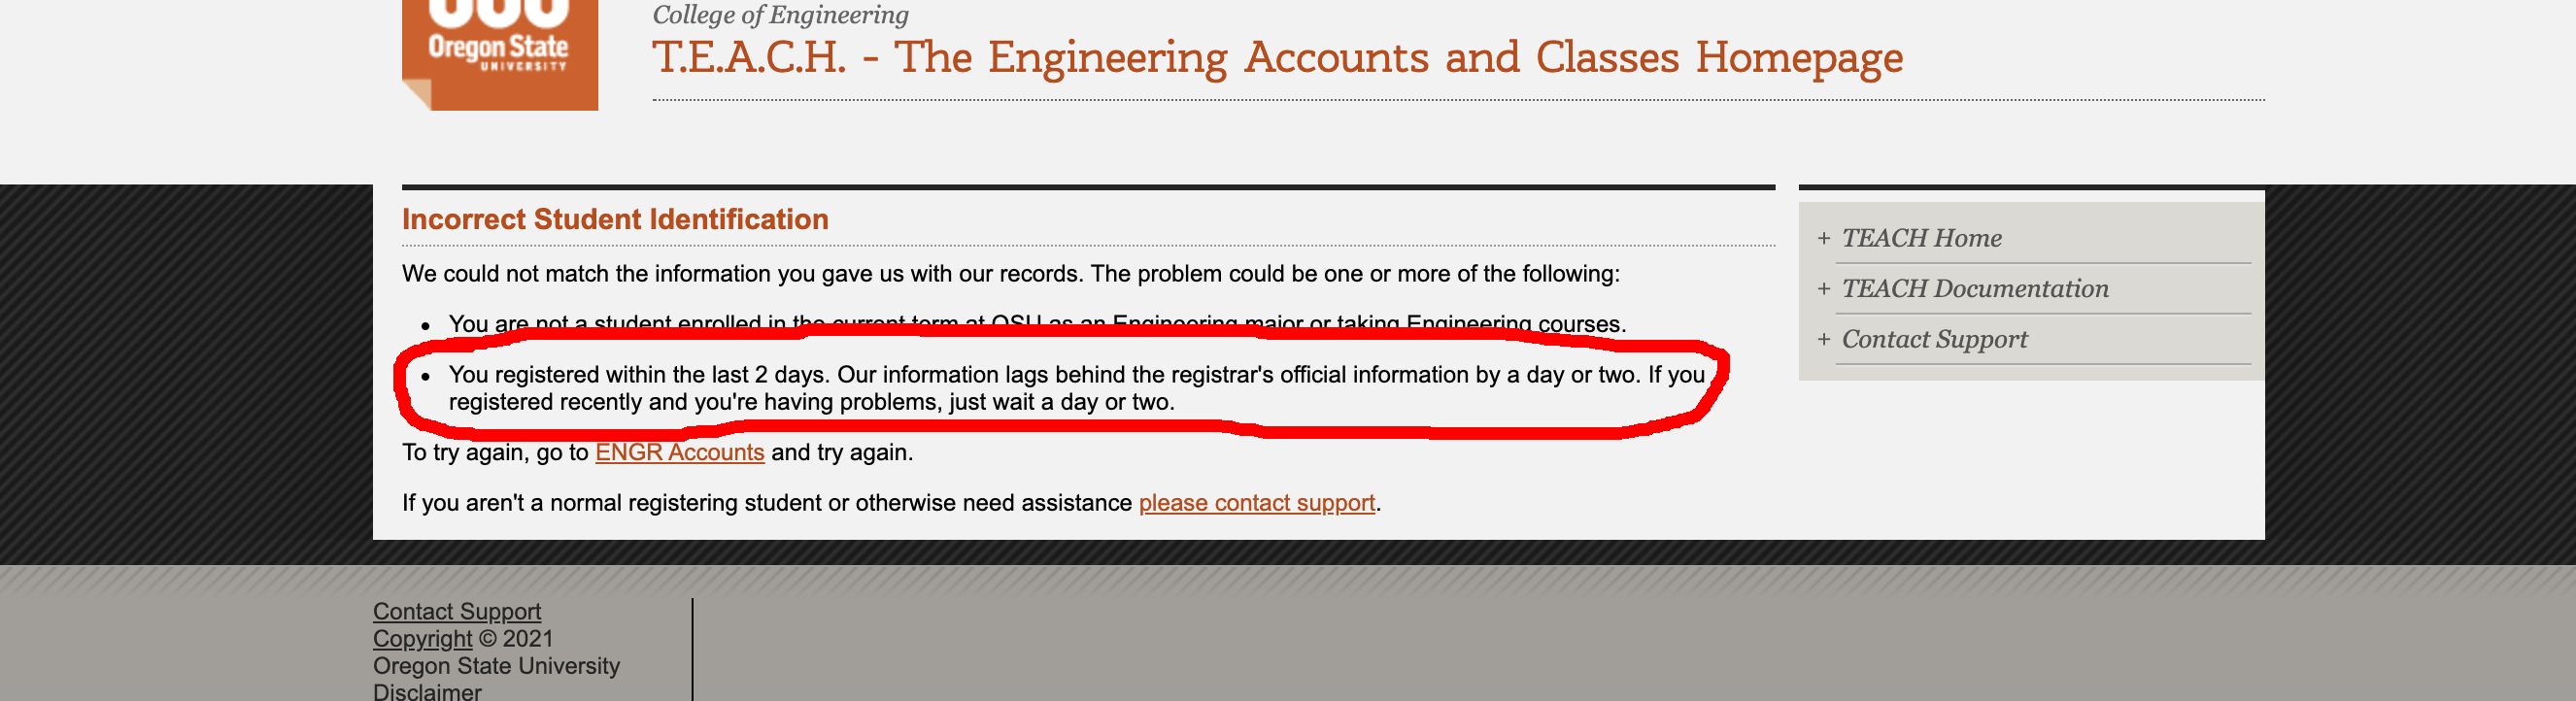 College of Engineering
Oregon State
UNIVERSITY
T.E.A.C.H. - The Engineering Accounts and Classes Homepage
Incorrect Student Identification
We could not match the information you gave us with our records. The problem could be one or more of the following:
• You are not a student enrolled in the current term at OSU as an Engineering major or taking Engineering courses.
• You registered within the last 2 days. Our information lags behind the registrar's official information by a day or two. If you
registered recently and you're having problems, just wait a day or two.
To try again, go to ENGR Accounts and try again.
If you aren't a normal registering student or otherwise need assistance please contact support.
+ TEACH Home
+ TEACH Documentation
+ Contact Support
Contact Support
Copyright © 2021
Oregon State University
Disclaimer